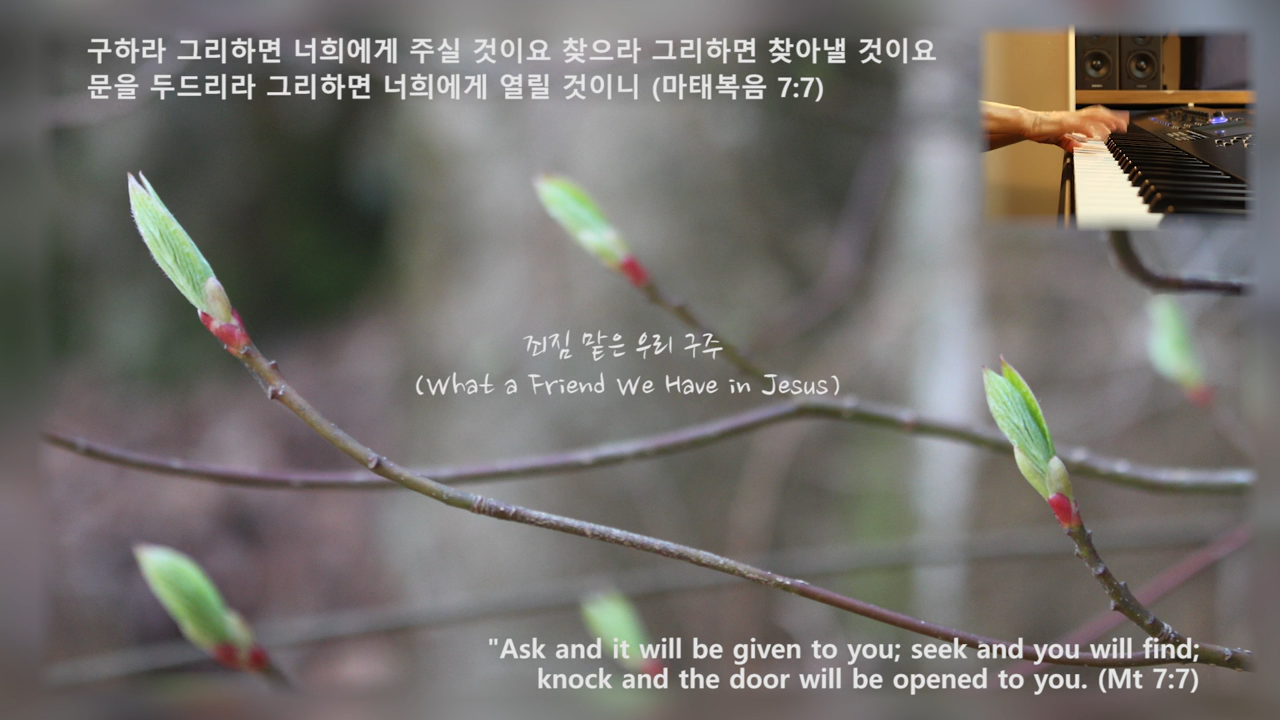 구하라 그리하면 너희에게 주실 것이요 찾으라 그리하면 찾아낼 것이요
문을 두드리라 그리하면 너희에게 열릴 것이니 (마태복음 7:7)
죄짐 맡은 우리 구주
(What a Friend We Have in Jesus)
"Ask and it will be given to you; seek and you will find;
knock and the door will be opened to you. (Mt 7:7)